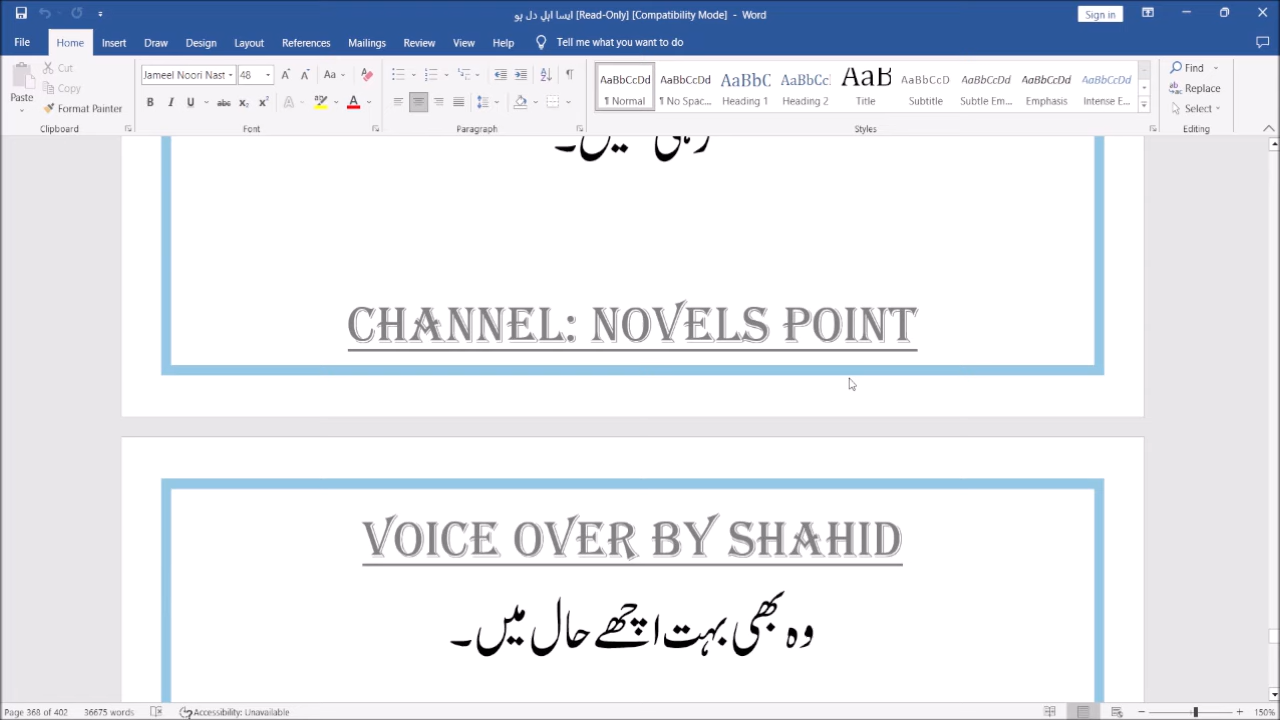 ایسا اہلِ دل ہو [Read-Only] [Compatibility Mode] - Word
Sign in
File Home Insert Draw Design Layout References Mailings Review View Help Tell me what you want to do
Paste
Cut
Copy
Format Painter
Clipboard
Jameel Noori Nast 48
Font
Paragraph
AaBbCcDd ¶ Normal
AaBbCcDd ¶ No Spac...
AaBbC Heading 1
AaBbCc Heading 2
AaB Title
AaBbCcD Subtitle
AaBbCcDd Subtle Em...
AaBbCcDd Emphasis
AaBbCcDd Intense E...
Styles
Find
Replace
Select
Editing
CHANNEL: NOVELS POINT
VOICE OVER BY SHAHID
وہ بھی بہت اچھے حال میں۔
Page 368 of 402 36675 words Accessibility: Unavailable 150%